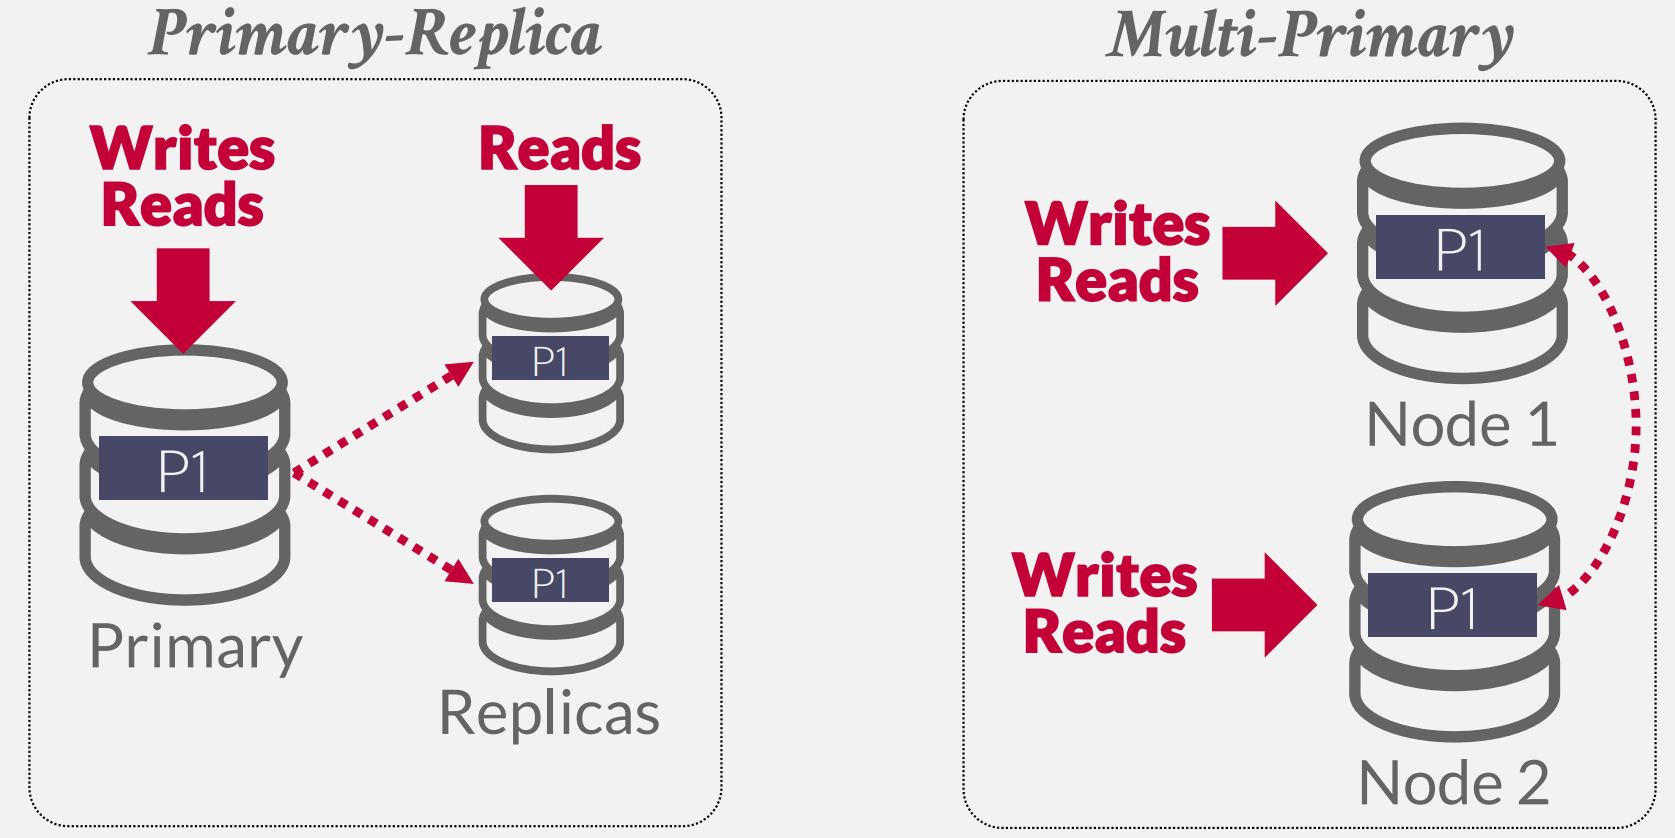 Primary-Replica
Writes
Reads
Reads
P1
P1
P1
Primary
Replicas
Multi-Primary
Writes
Reads
P1
Node 1
Writes
Reads
P1
Node 2